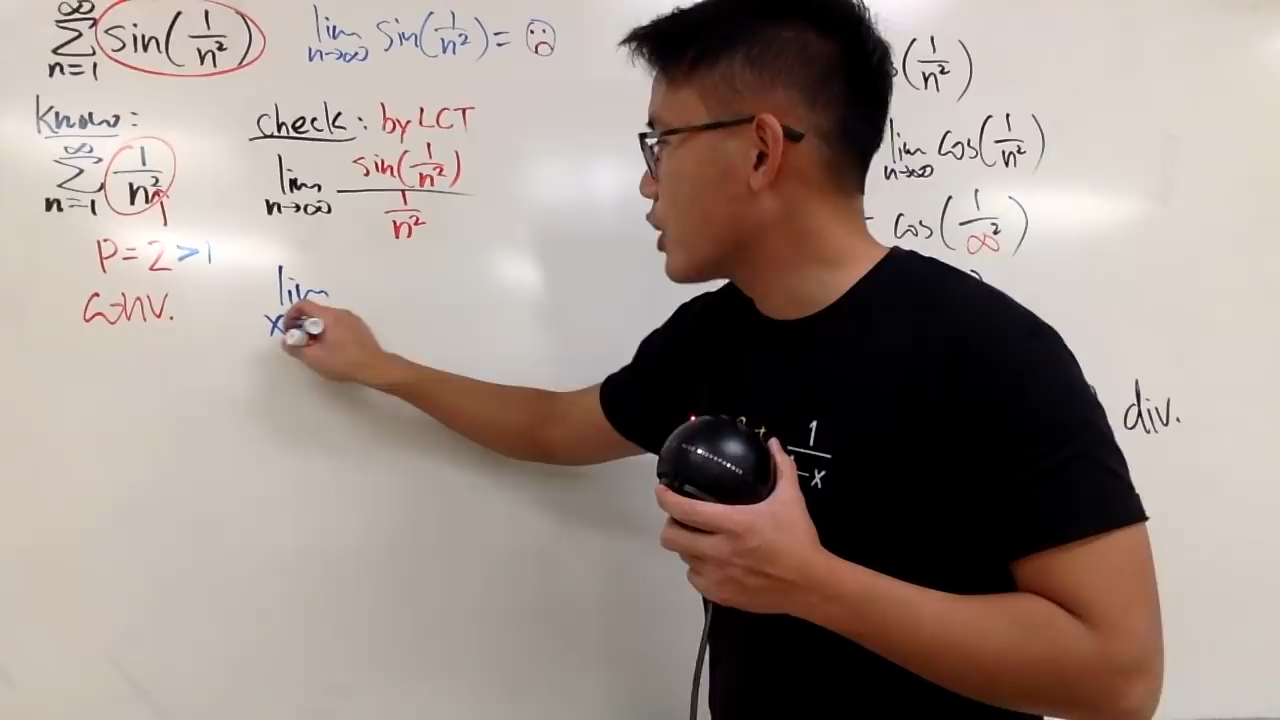 ∞
Σ sin(1/n²)
n=1
lim sin(1/n²) = ☹
n→∞
know:
∞
Σ 1/n²
n=1
p=2>1
conv.
check: by LCT
lim sin(1/n²) / (1/n²)
n→∞
lim
x
(1/n²)
lim cos(1/n²)
n→∞
cos(1/∞²)
div.